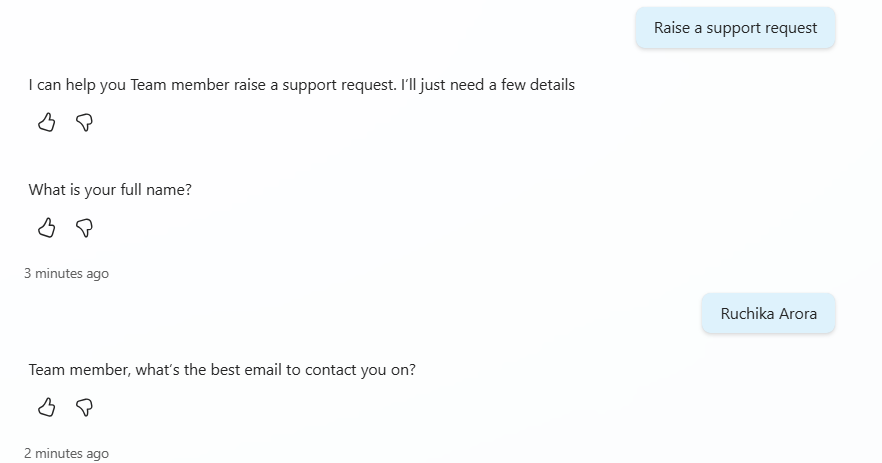 Raise a support request
I can help you Team member raise a support request. I’ll just need a few details
What is your full name?
3 minutes ago
Ruchika Arora
Team member, what’s the best email to contact you on?
2 minutes ago